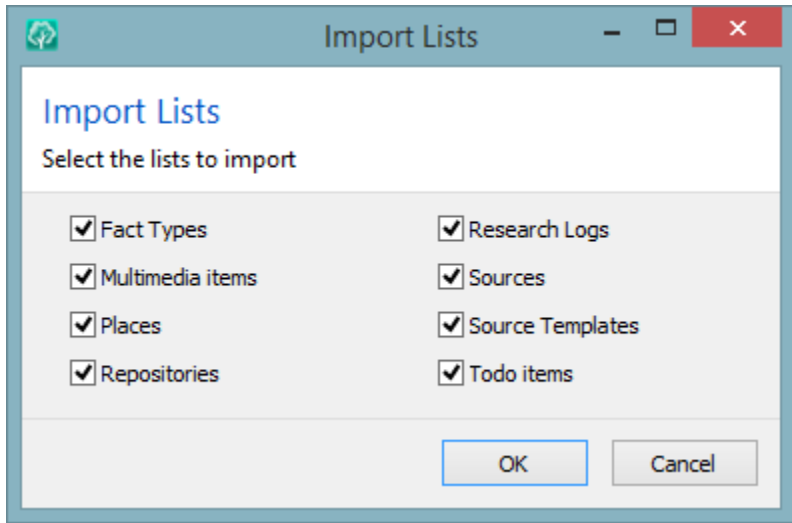 Import Lists
Import Lists
Select the lists to import
Fact Types
Research Logs
Multimedia items
Sources
Places
Source Templates
Repositories
Todo items
OK
Cancel